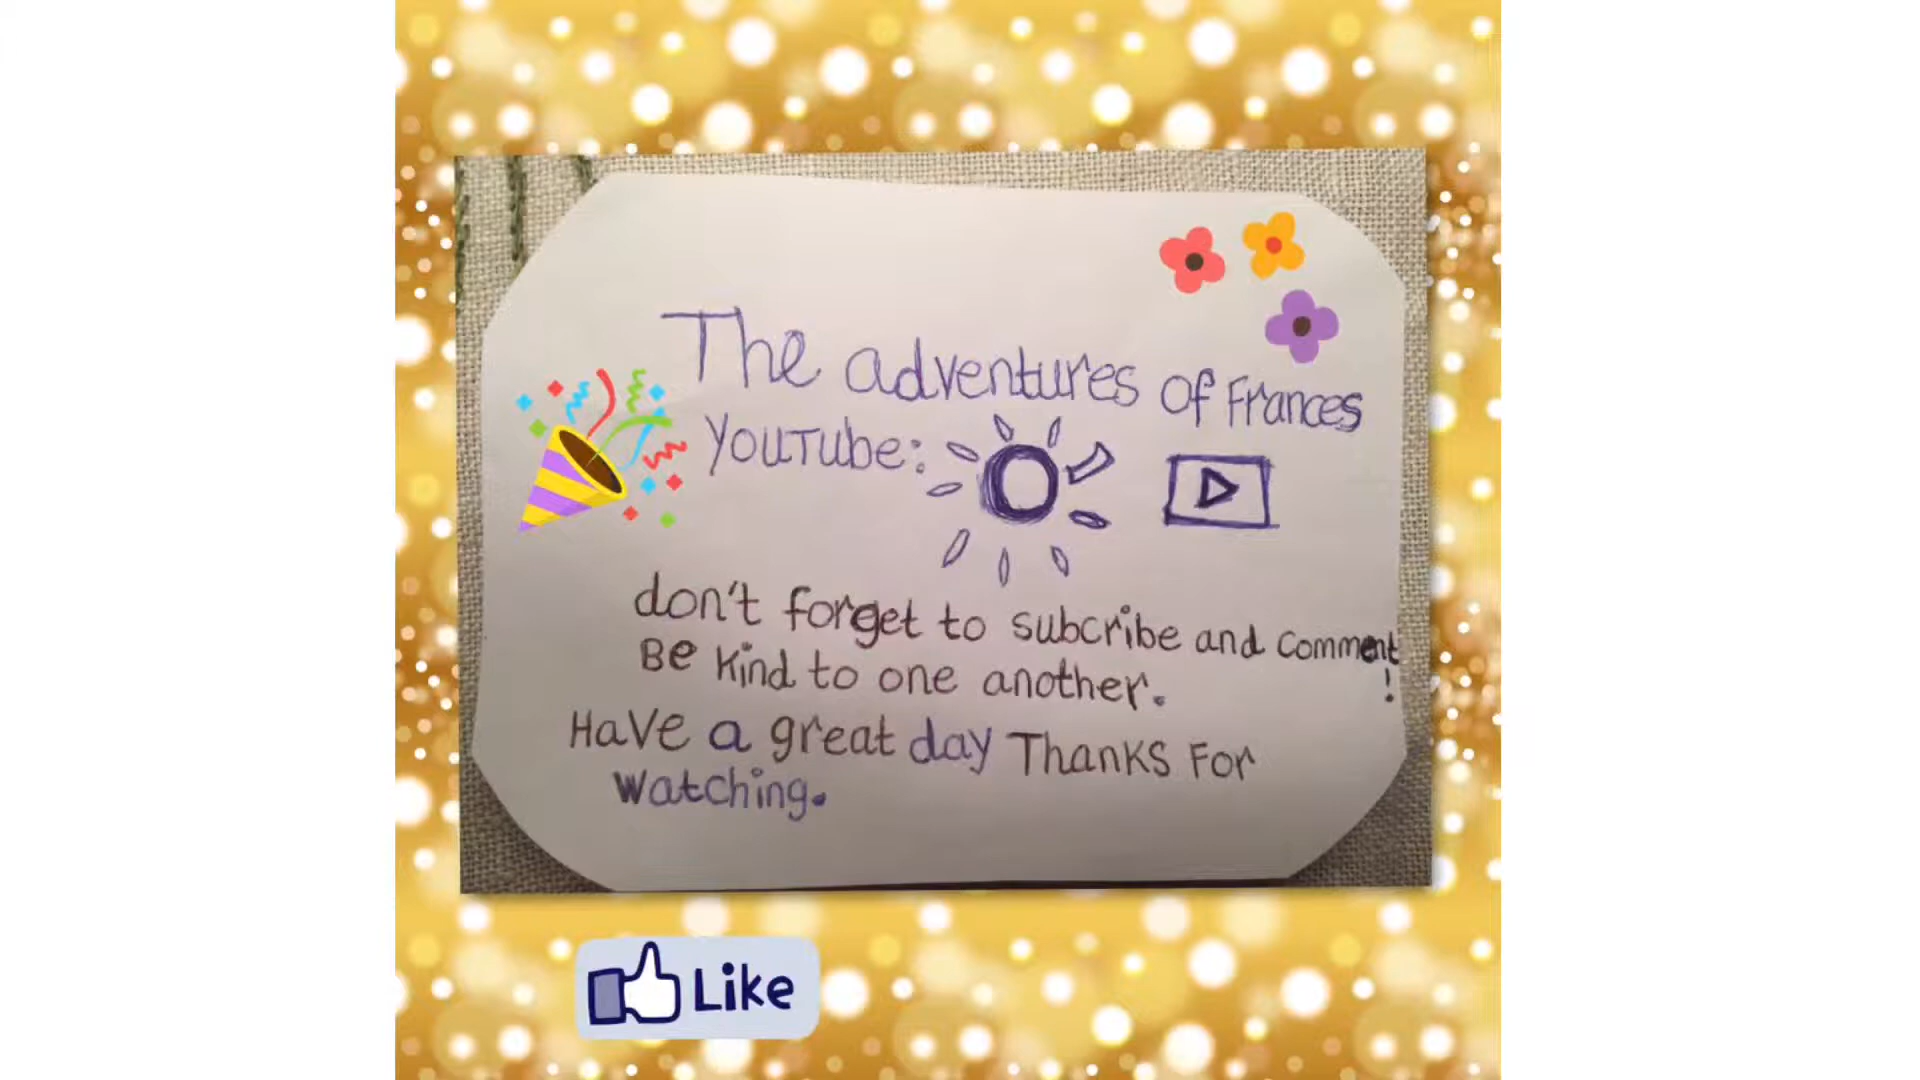 The adventures of Frances
YouTube:
don't forget to subcribe and comment
!
Be kind to one another.
Have a great day Thanks For
watching.
Like